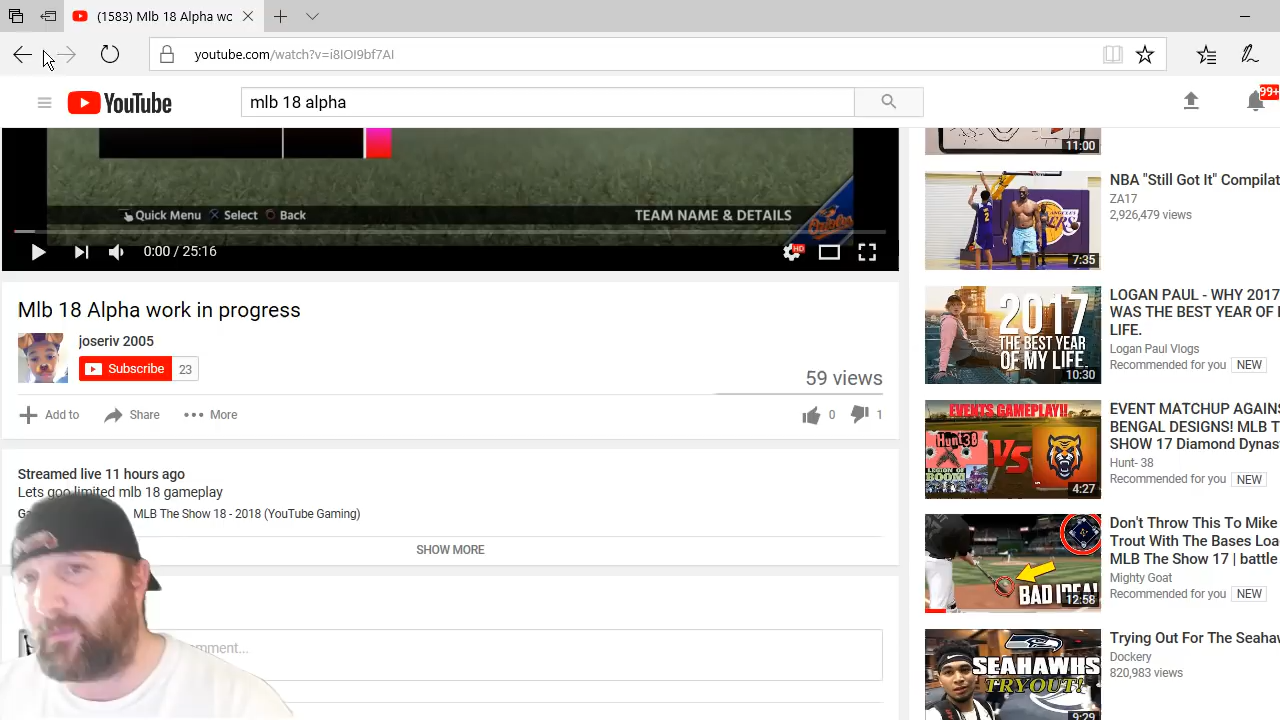 (1583) Mlb 18 Alpha wo
youtube.com/watch?v=i8IOI9bf7AI
YouTube
mlb 18 alpha
99+
Quick Menu Select Back
TEAM NAME & DETAILS
0:00 / 25:16
HD
Mlb 18 Alpha work in progress
joseriv 2005
Subscribe 23
59 views
Add to Share More
0 1
Streamed live 11 hours ago
Lets goo limited mlb 18 gameplay
MLB The Show 18 - 2018 (YouTube Gaming)
SHOW MORE
11:00
NBA "Still Got It" Compilat
ZA17
2,926,479 views
7:35
2017
THE BEST YEAR
OF MY LIFE.
10:30
LOGAN PAUL - WHY 2017
WAS THE BEST YEAR OF
LIFE.
Logan Paul Vlogs
Recommended for you NEW
EVENTS GAMEPLAY!!
Hunt38
LEGION OF
BOOM
VS
4:27
EVENT MATCHUP AGAINS
BENGAL DESIGNS! MLB T
SHOW 17 Diamond Dynas
Hunt- 38
Recommended for you NEW
BAD IDEA!
12:58
Don't Throw This To Mike
Trout With The Bases Loa
MLB The Show 17 | battle
Mighty Goat
Recommended for you NEW
SEAHAWKS
TRYOUT!
9:29
Trying Out For The Seahaw
Dockery
820,983 views